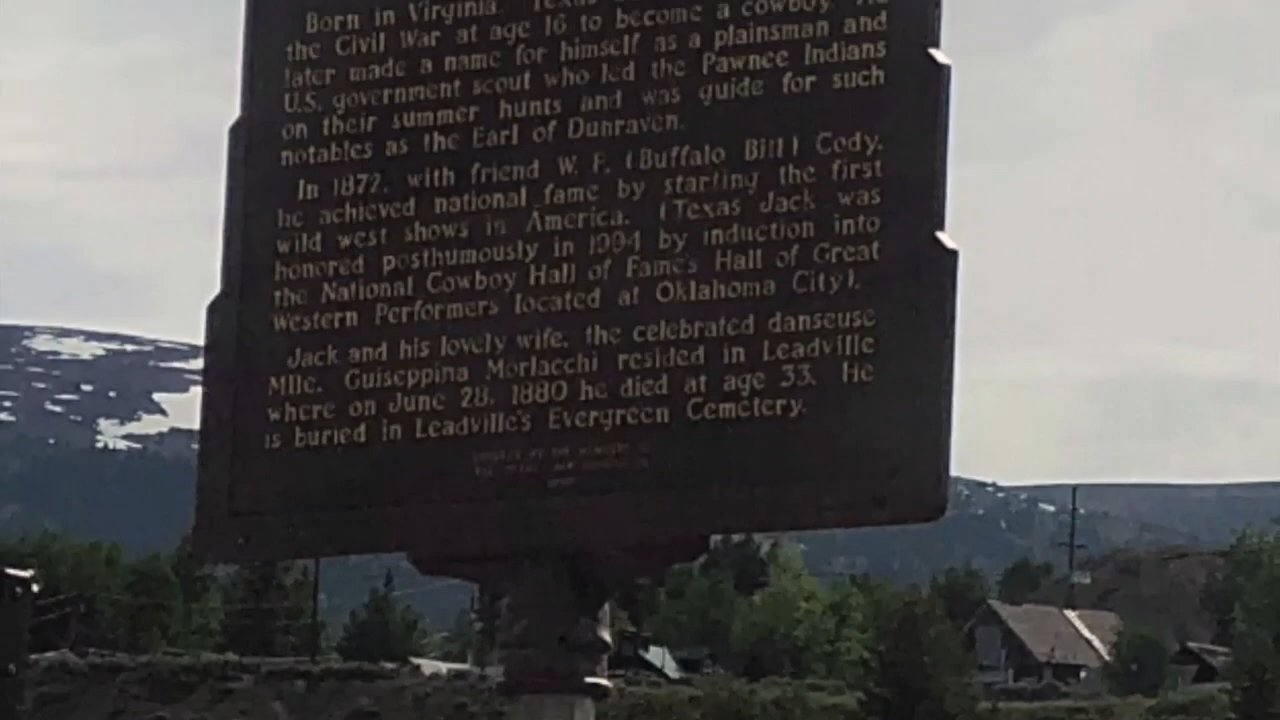 Born in Virginia. Texas
the Civil War at age 16 to become a cowboy. He
later made a name for himself as a plainsman and
U.S. government scout who led the Pawnee Indians
on their summer hunts and was guide for such
notables as the Earl of Dunraven.
In 1872, with friend W. F. (Buffalo Bill) Cody,
he achieved national fame by starting the first
wild west shows in America. (Texas Jack was
honored posthumously in 1994 by induction into
the National Cowboy Hall of Fame's Hall of Great
Western Performers located at Oklahoma City).
Jack and his lovely wife, the celebrated danseuse
Mlle. Guiseppina Morlacchi resided in Leadville
where on June 28, 1880 he died at age 33. He
is buried in Leadville's Evergreen Cemetery.